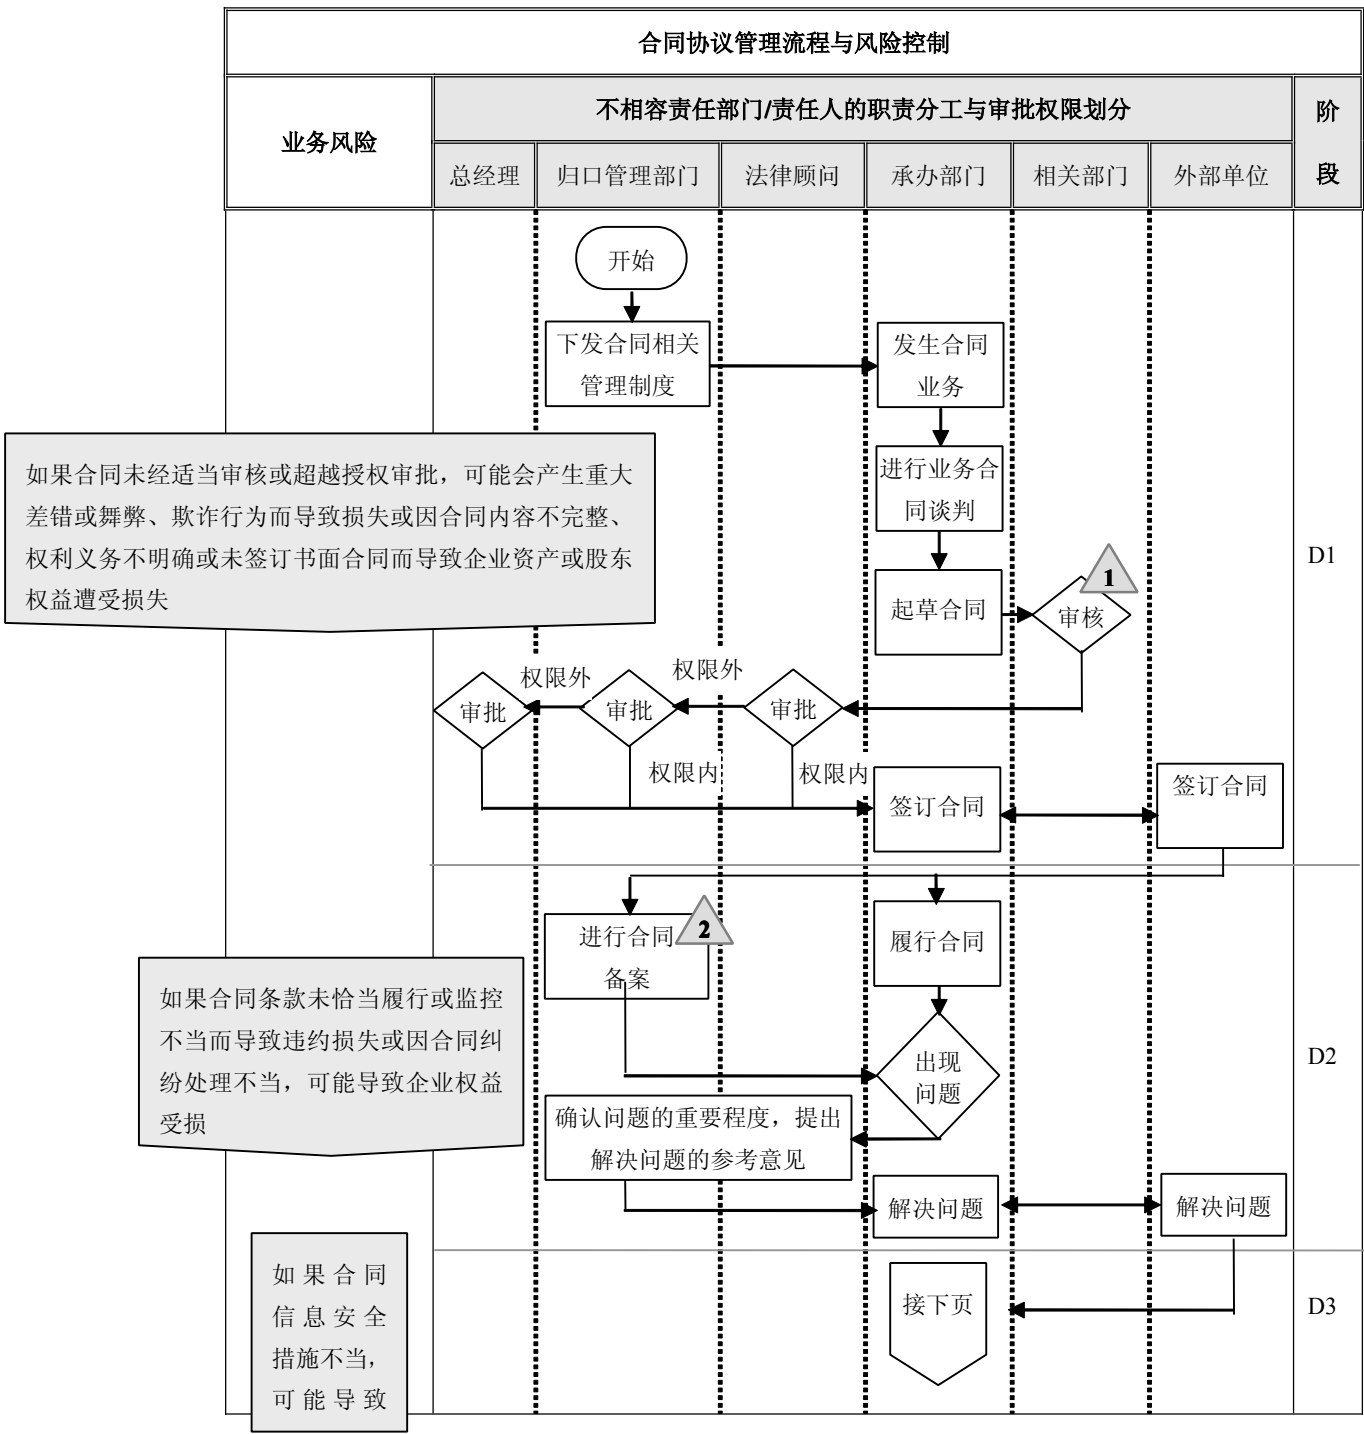 合同协议管理流程与风险控制
业务风险
不相容责任部门/责任人的职责分工与审批权限划分
阶
段
总经理
归口管理部门
法律顾问
承办部门
相关部门
外部单位
开始
下发合同相关
管理制度
发生合同
业务
如果合同未经适当审核或超越授权审批，可能会产生重大
差错或舞弊、欺诈行为而导致损失或因合同内容不完整、
权利义务不明确或未签订书面合同而导致企业资产或股东
权益遭受损失
进行业务合
同谈判
D1
1
起草合同
审核
权限外
权限外
审批
审批
审批
权限内
权限内
签订合同
签订合同
进行合同
备案
2
履行合同
如果合同条款未恰当履行或监控
不当而导致违约损失或因合同纠
纷处理不当，可能导致企业权益
受损
出现
问题
D2
确认问题的重要程度，提出
解决问题的参考意见
解决问题
解决问题
如果合同
信息安全
措施不当，
可能导致
接下页
D3